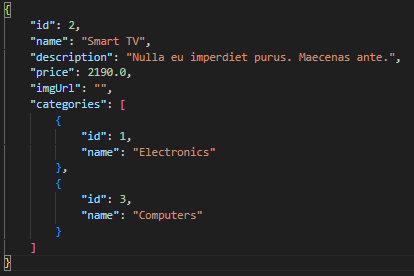 {
    "id": 2,
    "name": "Smart TV",
    "description": "Nulla eu imperdiet purus. Maecenas ante.",
    "price": 2190.0,
    "imgUrl": "",
    "categories": [
        {
            "id": 1,
            "name": "Electronics"
        },
        {
            "id": 3,
            "name": "Computers"
        }
    ]
}